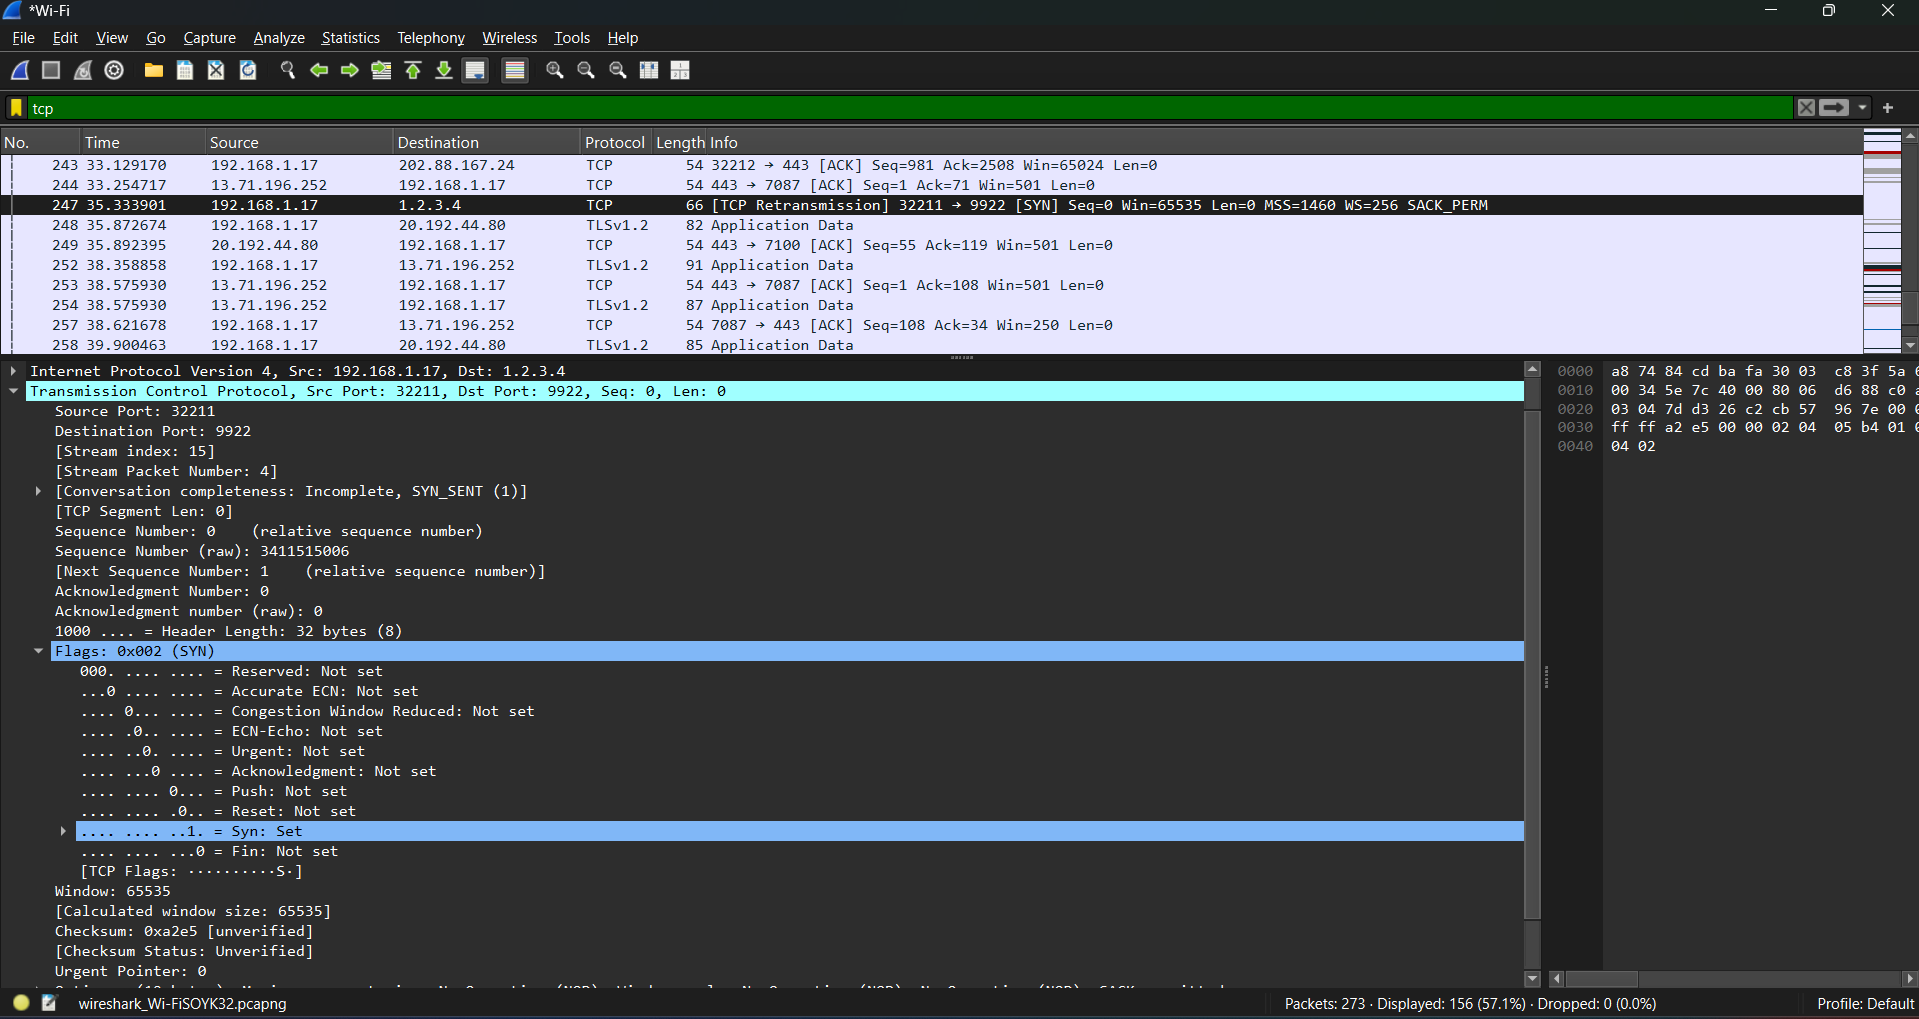 *Wi-Fi
File Edit View Go Capture Analyze Statistics Telephony Wireless Tools Help
tcp
No. Time Source Destination Protocol Length Info
243 33.129170 192.168.1.17 202.88.167.24 TCP 54 32212 → 443 [ACK] Seq=981 Ack=2508 Win=65024 Len=0
244 33.254717 13.71.196.252 192.168.1.17 TCP 54 443 → 7087 [ACK] Seq=1 Ack=71 Win=501 Len=0
247 35.333901 192.168.1.17 1.2.3.4 TCP 66 [TCP Retransmission] 32211 → 9922 [SYN] Seq=0 Win=65535 Len=0 MSS=1460 WS=256 SACK_PERM
248 35.872674 192.168.1.17 20.192.44.80 TLSv1.2 82 Application Data
249 35.892395 20.192.44.80 192.168.1.17 TCP 54 443 → 7100 [ACK] Seq=55 Ack=119 Win=501 Len=0
252 38.358858 192.168.1.17 13.71.196.252 TLSv1.2 91 Application Data
253 38.575930 13.71.196.252 192.168.1.17 TCP 54 443 → 7087 [ACK] Seq=1 Ack=108 Win=501 Len=0
254 38.575930 13.71.196.252 192.168.1.17 TLSv1.2 87 Application Data
257 38.621678 192.168.1.17 13.71.196.252 TCP 54 7087 → 443 [ACK] Seq=108 Ack=34 Win=250 Len=0
258 39.900463 192.168.1.17 20.192.44.80 TLSv1.2 85 Application Data
Internet Protocol Version 4, Src: 192.168.1.17, Dst: 1.2.3.4
Transmission Control Protocol, Src Port: 32211, Dst Port: 9922, Seq: 0, Len: 0
Source Port: 32211
Destination Port: 9922
[Stream index: 15]
[Stream Packet Number: 4]
[Conversation completeness: Incomplete, SYN_SENT (1)]
[TCP Segment Len: 0]
Sequence Number: 0 (relative sequence number)
Sequence Number (raw): 3411515006
[Next Sequence Number: 1 (relative sequence number)]
Acknowledgment Number: 0
Acknowledgment number (raw): 0
1000 .... = Header Length: 32 bytes (8)
Flags: 0x002 (SYN)
000. .... .... = Reserved: Not set
...0 .... .... = Accurate ECN: Not set
.... 0... .... = Congestion Window Reduced: Not set
.... .0.. .... = ECN-Echo: Not set
.... ..0. .... = Urgent: Not set
.... ...0 .... = Acknowledgment: Not set
.... .... 0... = Push: Not set
.... .... .0.. = Reset: Not set
.... .... ..1. = Syn: Set
.... .... ...0 = Fin: Not set
[TCP Flags: ··········S·]
Window: 65535
[Calculated window size: 65535]
Checksum: 0xa2e5 [unverified]
[Checksum Status: Unverified]
Urgent Pointer: 0
0000 a8 74 84 cd ba fa 30 03 c8 3f 5a
0010 00 34 5e 7c 40 00 80 06 d6 88 c0
0020 03 04 7d d3 26 c2 cb 57 96 7e 00
0030 ff ff a2 e5 00 00 02 04 05 b4 01
0040 04 02
wireshark_Wi-FiSOYK32.pcapng
Packets: 273 · Displayed: 156 (57.1%) · Dropped: 0 (0.0%)
Profile: Default